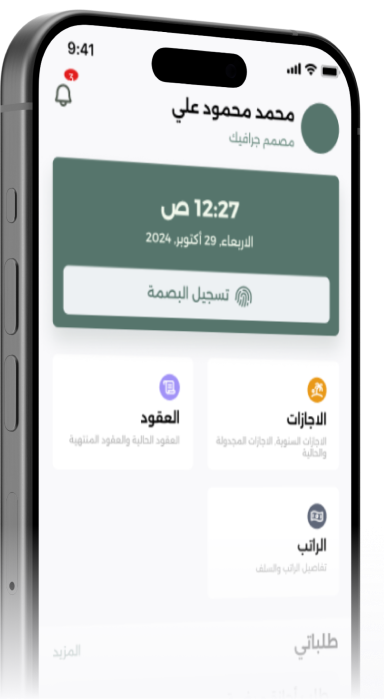 9:41
٣
محمد محمود علي
مصمم جرافيك
12:27 ص
الاربعاء, 29 أكتوبر, 2024
تسجيل البصمة
الاجازات
الاجازات السنوية, الاجازات المجدولة
والحالية
العقود
العقود الحالية والعقود المنتهية
الراتب
تفاصيل الراتب والسلف
طلباتي
المزيد